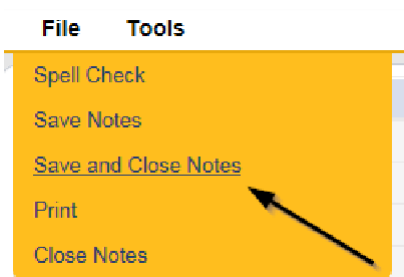 File Tools
Spell Check
Save Notes
Save and Close Notes
Print
Close Notes